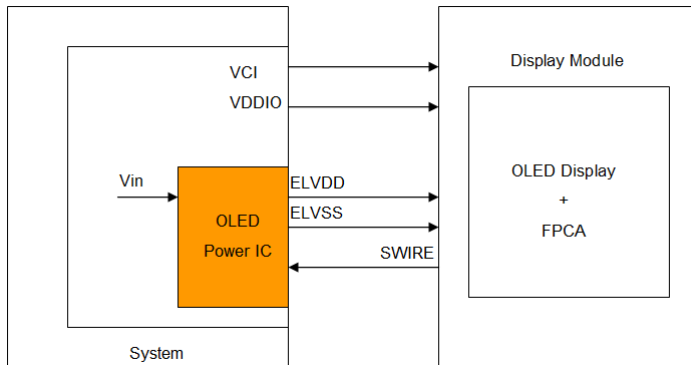 VCI
VDDIO
Vin
OLED
Power IC
System
ELVDD
ELVSS
SWIRE
Display Module
OLED Display
+
FPCA